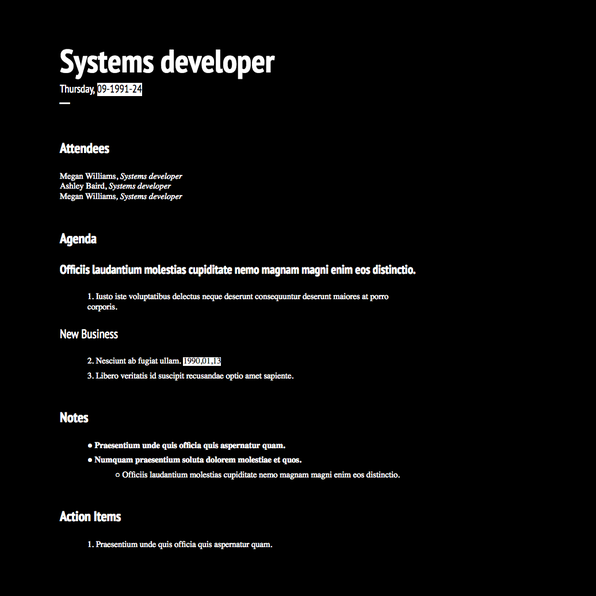 Systems developer
Thursday, 09-1991-24
Attendees
Megan Williams, Systems developer
Ashley Baird, Systems developer
Megan Williams, Systems developer
Agenda
Officiis laudantium molestias cupiditate nemo magnam magni enim eos distinctio.
1. Iusto iste voluptatibus delectus neque deserunt consequuntur deserunt maiores at porro
corporis.
New Business
2. Nesciunt ab fugiat ullam. 1990,01,13
3. Libero veritatis id suscipit recusandae optio amet sapiente.
Notes
● Praesentium unde quis officia quis aspernatur quam.
● Numquam praesentium soluta dolorem molestiae et quos.
○ Officiis laudantium molestias cupiditate nemo magnam magni enim eos distinctio.
Action Items
1. Praesentium unde quis officia quis aspernatur quam.